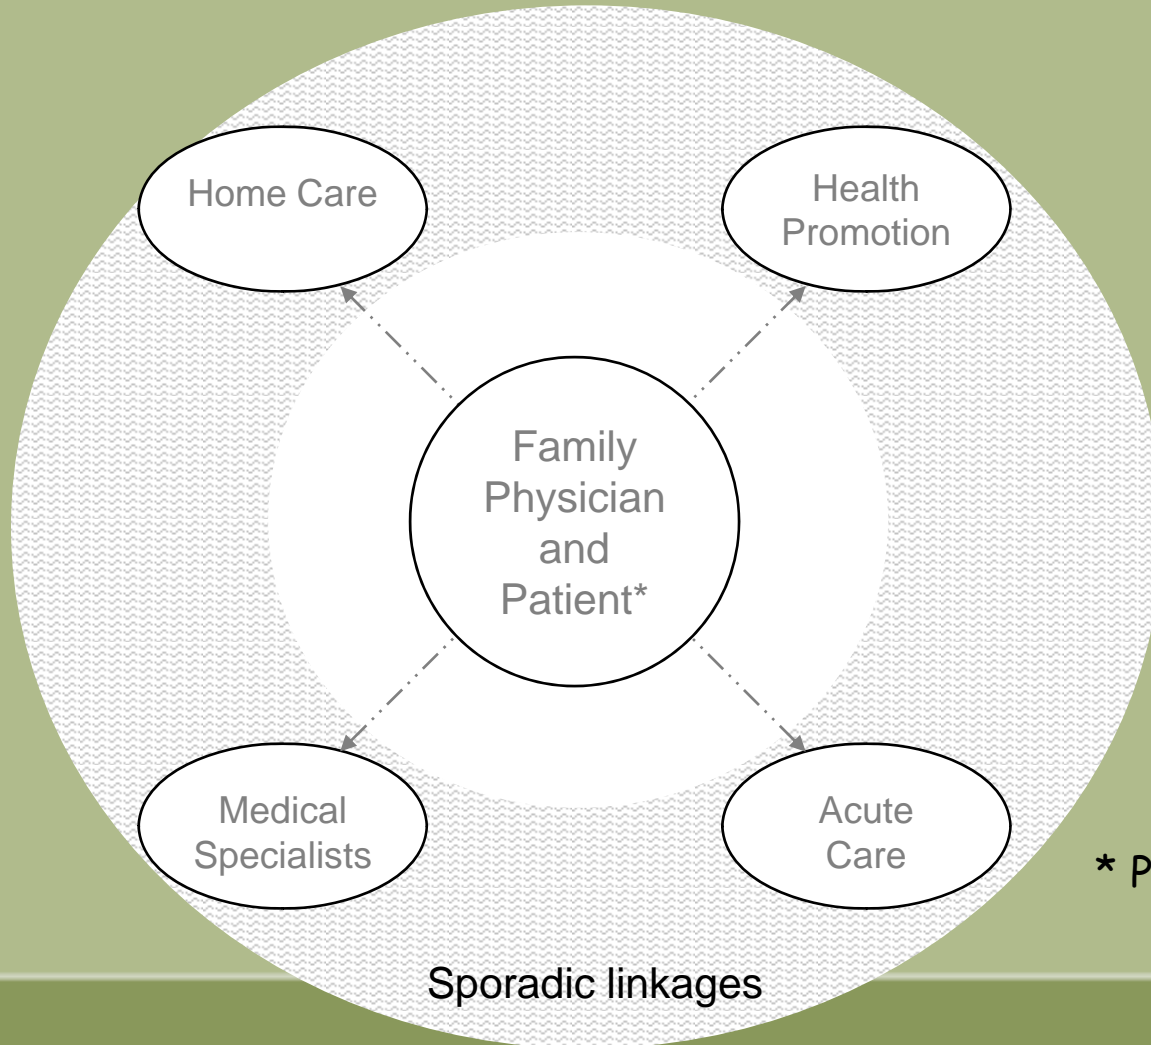 Home Care
Health
Promotion
Family
Physician
and
Patient*
Medical
Specialists
Acute
Care
* P
Sporadic linkages